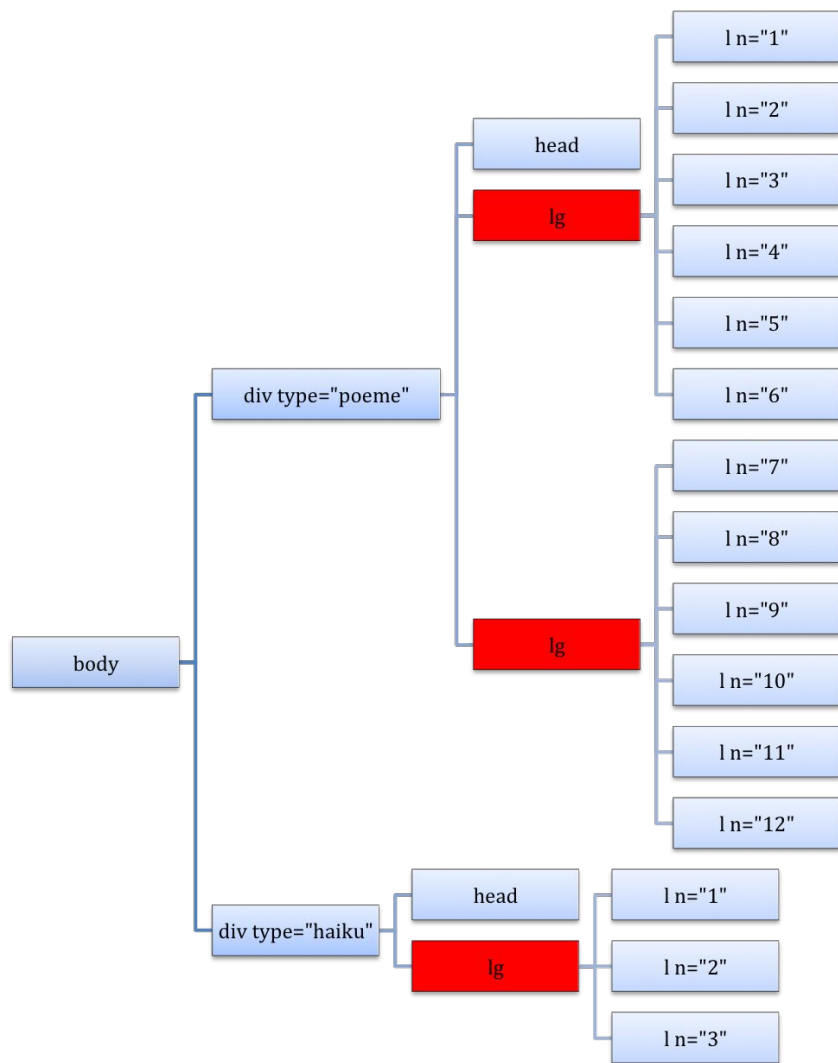 l n="1"
l n="2"
head
l n="3"
lg
l n="4"
l n="5"
div type="poeme"
l n="6"
l n="7"
l n="8"
l n="9"
lg
body
l n="10"
l n="11"
l n="12"
head
l n="1"
div type="haiku"
lg
l n="2"
l n="3"